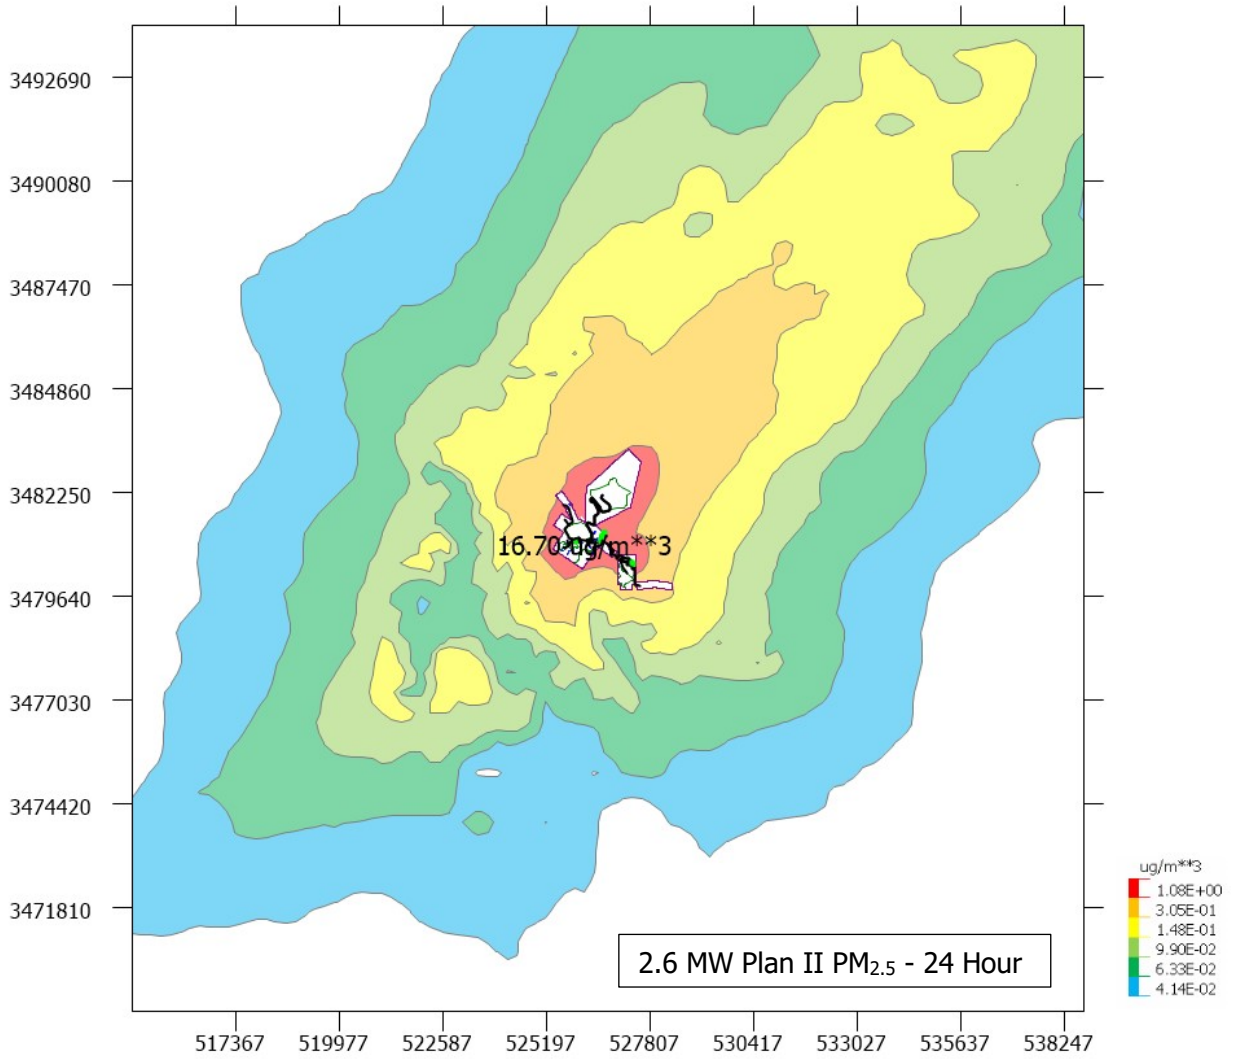 3492690
3490080
3487470
3484860
3482250
16.70 ug/m**3
3479640
3477030
3474420
ug/m**3
1.08E+00
3.05E-01
1.48E-01
9.90E-02
6.33E-02
4.14E-02
3471810
2.6 MW Plan II PM2.5 - 24 Hour
517367 519977 522587 525197 527807 530417 533027 535637 538247